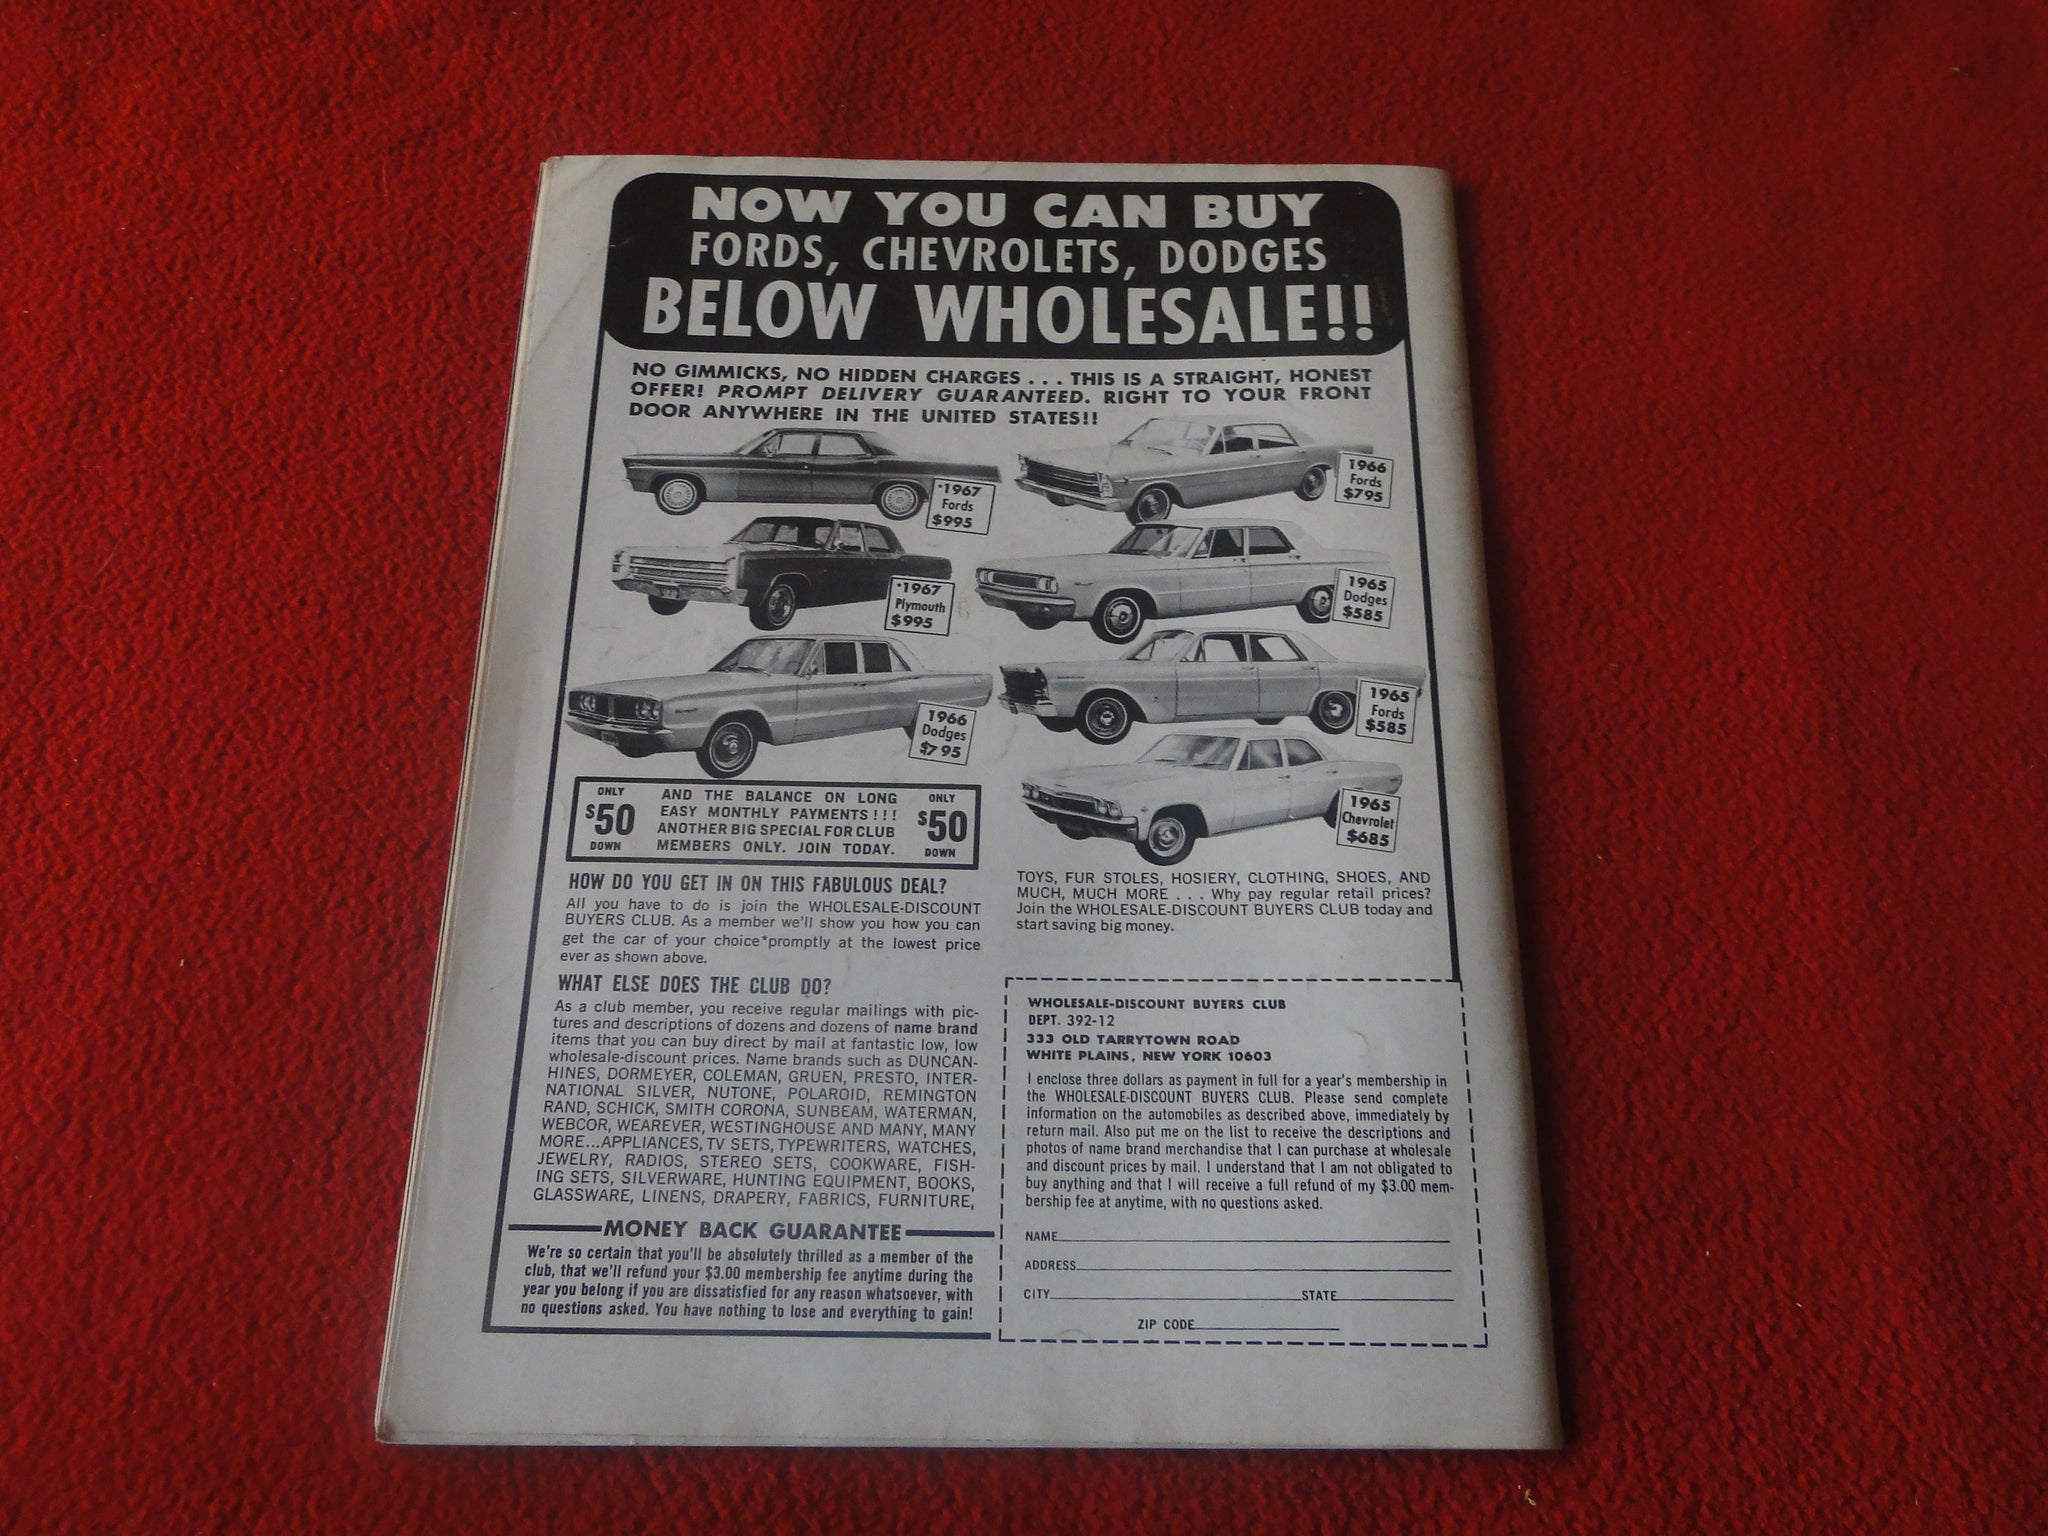 NOW YOU CAN BUY
FORDS, CHEVROLETS, DODGES
BELOW WHOLESALE!!
NO GIMMICKS, NO HIDDEN CHARGES . . . THIS IS A STRAIGHT, HONEST
OFFER! PROMPT DELIVERY GUARANTEED. RIGHT TO YOUR FRONT
DOOR ANYWHERE IN THE UNITED STATES!!
*1967
Fords
$995
1966
Fords
$795
*1967
Plymouth
$995
1965
Dodges
$585
1966
Dodges
$795
1965
Fords
$585
1965
Chevrolet
$685
ONLY
$50
DOWN
AND THE BALANCE ON LONG
EASY MONTHLY PAYMENTS!!!
ANOTHER BIG SPECIAL FOR CLUB
MEMBERS ONLY. JOIN TODAY.
ONLY
$50
DOWN
HOW DO YOU GET IN ON THIS FABULOUS DEAL?
All you have to do is join the WHOLESALE-DISCOUNT
BUYERS CLUB. As a member we'll show you how you can
get the car of your choice*promptly at the lowest price
ever as shown above.
WHAT ELSE DOES THE CLUB DO?
As a club member, you receive regular mailings with pic-
tures and descriptions of dozens and dozens of name brand
items that you can buy direct by mail at fantastic low, low
wholesale-discount prices. Name brands such as DUNCAN-
HINES, DORMEYER, COLEMAN, GRUEN, PRESTO, INTER-
NATIONAL SILVER, NUTONE, POLAROID, REMINGTON
RAND, SCHICK, SMITH CORONA, SUNBEAM, WATERMAN,
WEBCOR, WEAREVER, WESTINGHOUSE AND MANY, MANY
MORE...APPLIANCES, TV SETS, TYPEWRITERS, WATCHES,
JEWELRY, RADIOS, STEREO SETS, COOKWARE, FISH-
ING SETS, SILVERWARE, HUNTING EQUIPMENT, BOOKS,
GLASSWARE, LINENS, DRAPERY, FABRICS, FURNITURE,
TOYS, FUR STOLES, HOSIERY, CLOTHING, SHOES, AND
MUCH, MUCH MORE . . . Why pay regular retail prices?
Join the WHOLESALE-DISCOUNT BUYERS CLUB today and
start saving big money.
MONEY BACK GUARANTEE
We're so certain that you'll be absolutely thrilled as a member of the
club, that we'll refund your $3.00 membership fee anytime during the
year you belong if you are dissatisfied for any reason whatsoever, with
no questions asked. You have nothing to lose and everything to gain!
WHOLESALE-DISCOUNT BUYERS CLUB
DEPT. 392-12
333 OLD TARRYTOWN ROAD
WHITE PLAINS, NEW YORK 10603
I enclose three dollars as payment in full for a year's membership in
the WHOLESALE-DISCOUNT BUYERS CLUB. Please send complete
information on the automobiles as described above, immediately by
return mail. Also put me on the list to receive the descriptions and
photos of name brand merchandise that I can purchase at wholesale
and discount prices by mail. I understand that I am not obligated to
buy anything and that I will receive a full refund of my $3.00 mem-
bership fee at anytime, with no questions asked.
NAME
ADDRESS
CITY STATE
ZIP CODE